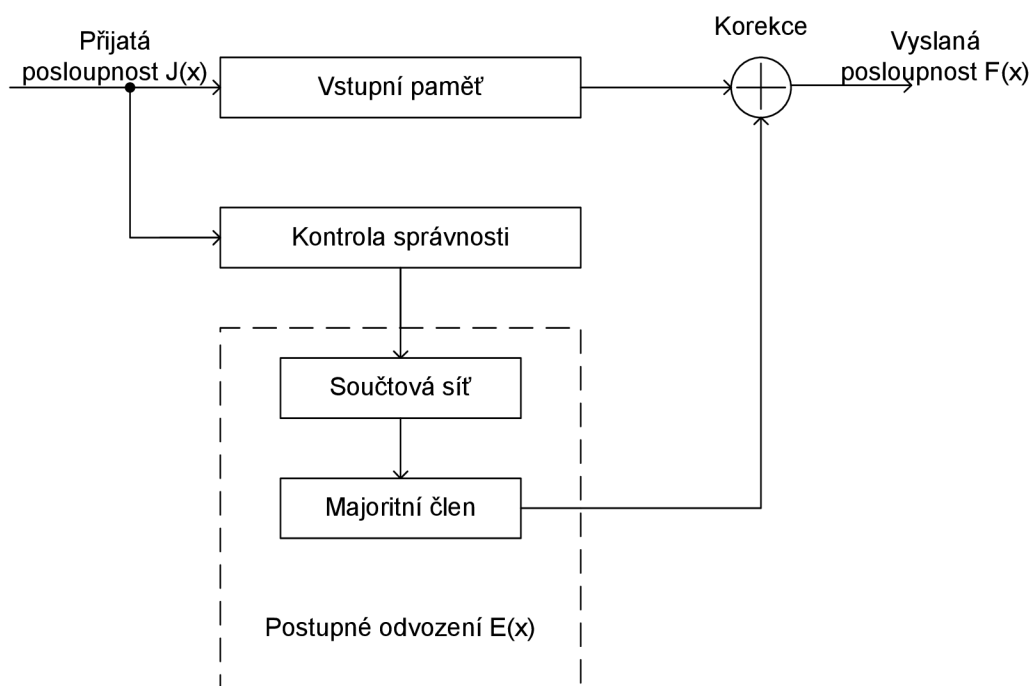 Přijatá
posloupnost J(x)
Vstupní paměť
Korekce
Vyslaná
posloupnost F(x)
Kontrola správnosti
Součtová síť
Majoritní člen
Postupné odvození E(x)